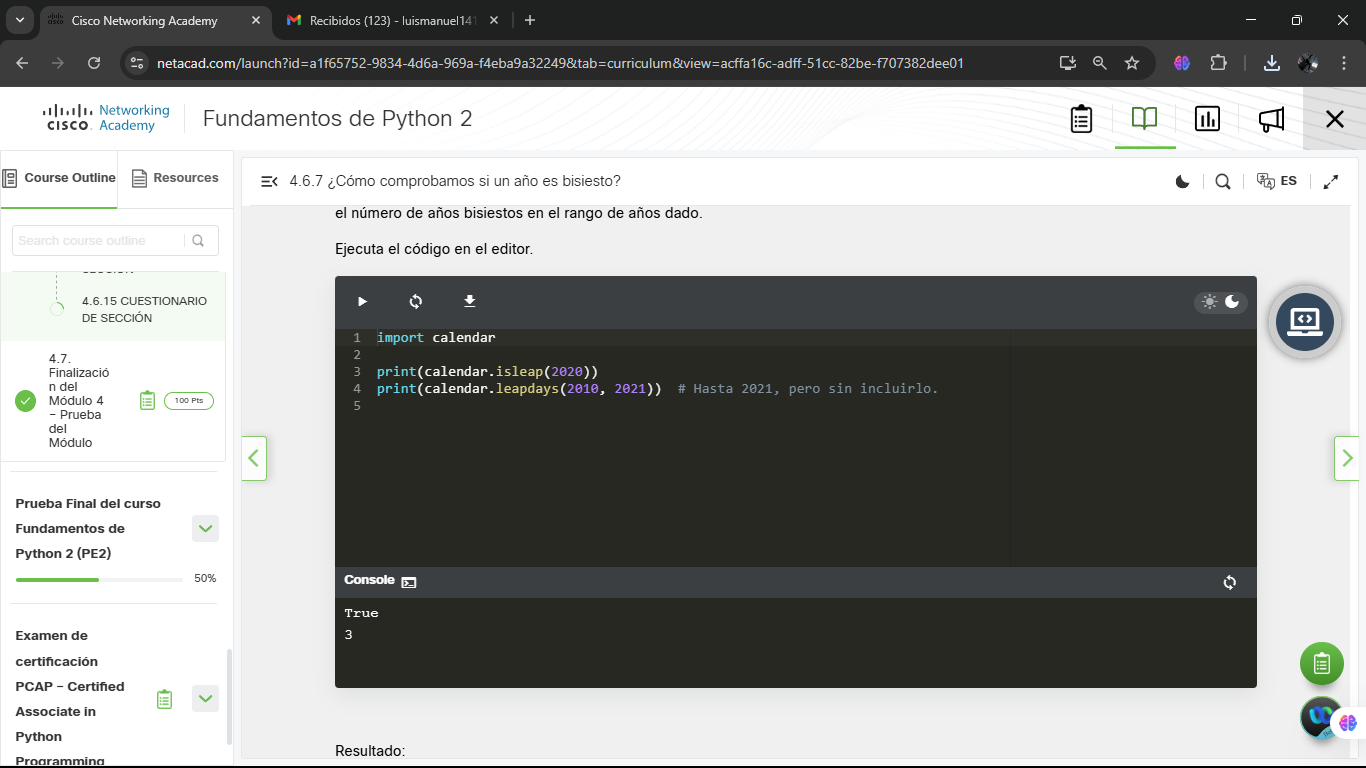 Cisco Networking Academy
Recibidos (123) - luismanuel141
netacad.com/launch?id=a1f65752-9834-4d6a-969a-f4eba9a32249&tab=curriculum&view=acffa16c-adff-51cc-82be-f707382dee01
CISCO
Networking
Academy
Fundamentos de Python 2
Course Outline
Resources
Search course outline
SECCIÓN
4.6.15 CUESTIONARIO
DE SECCIÓN
4.7.
Finalizació
n del
Módulo 4
- Prueba
del
Módulo
100 Pts
Prueba Final del curso
Fundamentos de
Python 2 (PE2)
50%
Examen de
certificación
PCAP - Certified
Associate in
Python
Programming
4.6.7 ¿Cómo comprobamos si un año es bisiesto?
ES
el número de años bisiestos en el rango de años dado.
Ejecuta el código en el editor.
1 import calendar
2
3 print(calendar.isleap(2020))
4 print(calendar.leapdays(2010, 2021))  # Hasta 2021, pero sin incluirlo.
5
Console
True
3
Resultado: